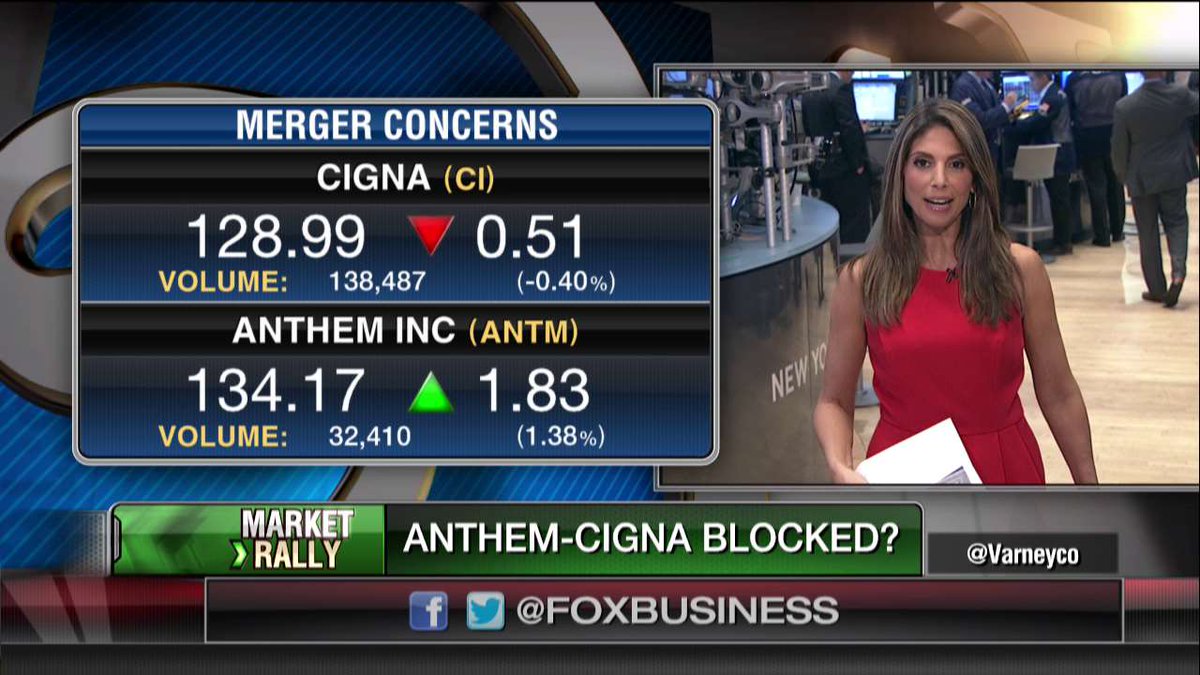 MERGER CONCERNS
CIGNA (CI)
128.99 ▼ 0.51
VOLUME: 138,487 (-0.40%)
ANTHEM INC (ANTM)
134.17 ▲ 1.83
VOLUME: 32,410 (1.38%)
NEW YO
MARKET RALLY
ANTHEM-CIGNA BLOCKED?
@Varneyco
@FOXBUSINESS